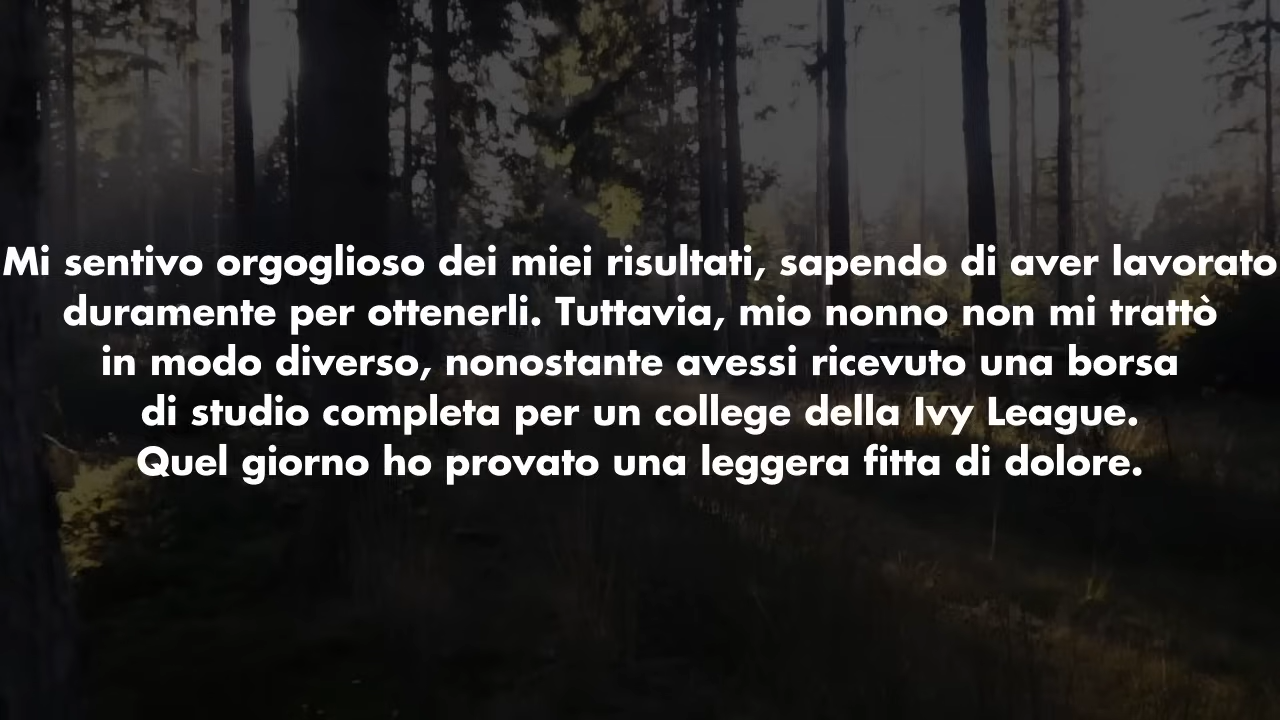 Mi sentivo orgoglioso dei miei risultati, sapendo di aver lavorato
duramente per ottenerli. Tuttavia, mio nonno non mi trattò
in modo diverso, nonostante avessi ricevuto una borsa
di studio completa per un college della Ivy League.
Quel giorno ho provato una leggera fitta di dolore.